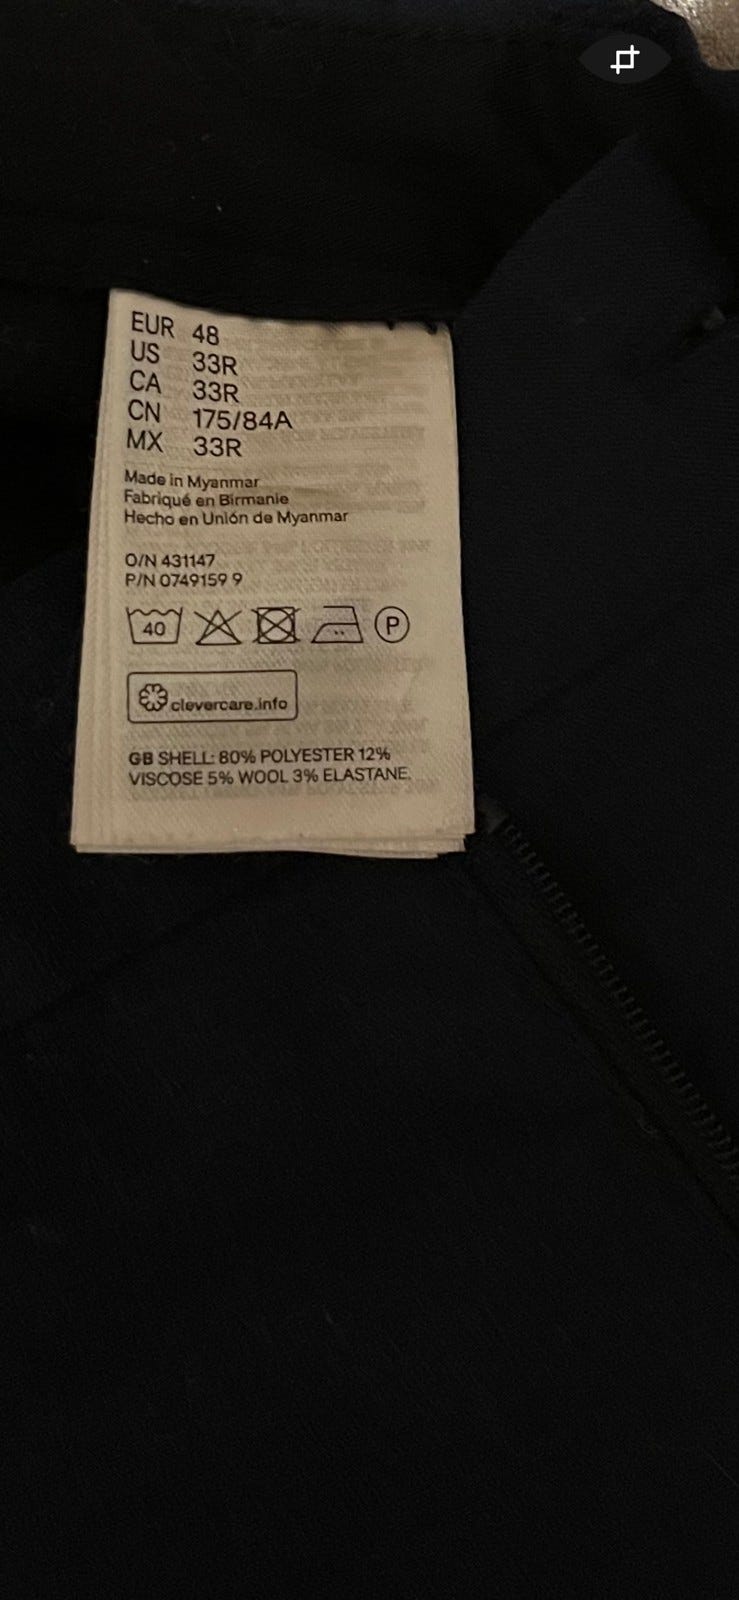 EUR 48
US 33R
CA 33R
CN 175/84A
MX 33R
Made in Myanmar
Fabriqué en Birmanie
Hecho en Unión de Myanmar
O/N 431147
P/N 0749159 9
40
P
clevercare.info
GB SHELL: 80% POLYESTER 12%
VISCOSE 5% WOOL 3% ELASTANE.